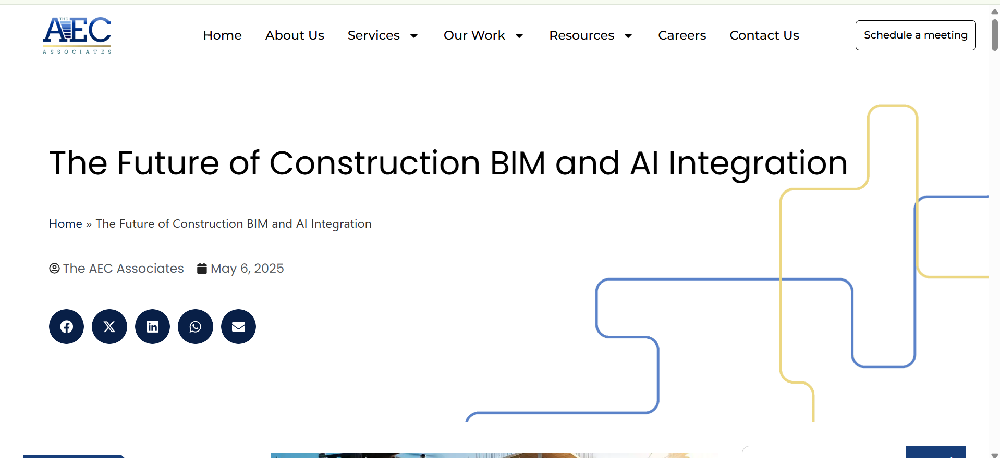 THE
AEC
ASSOCIATES
Home About Us Services Our Work Resources Careers Contact Us Schedule a meeting
The Future of Construction BIM and AI Integration
Home » The Future of Construction BIM and AI Integration
The AEC Associates May 6, 2025